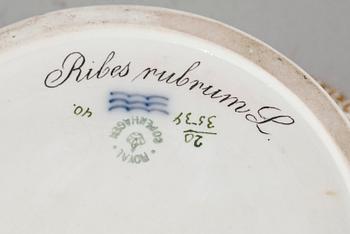 Ribes rubrum L.
40.
20
3534
ROYAL COPENHAGEN